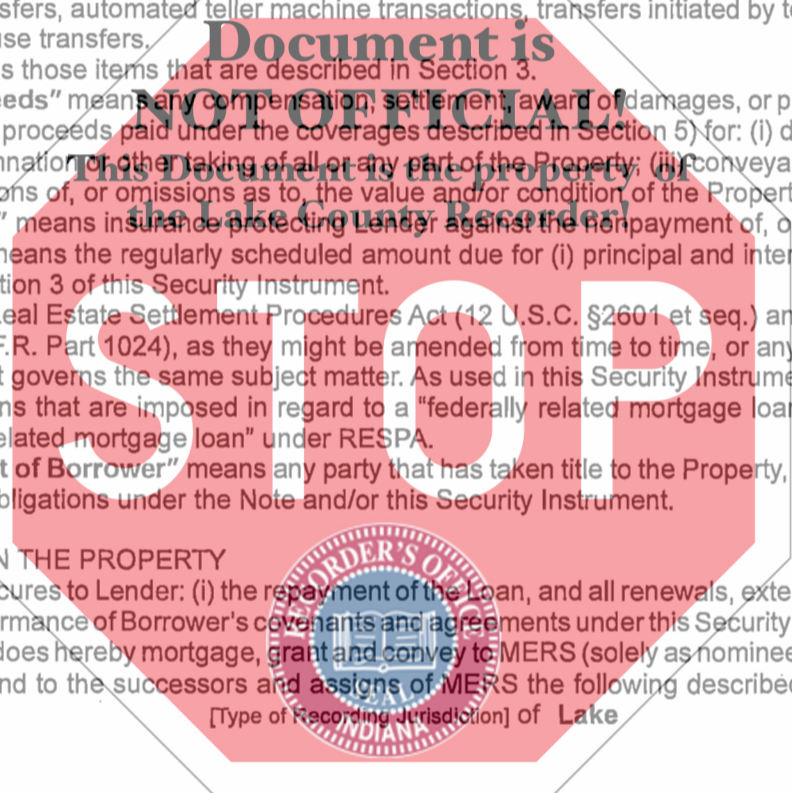 sfers, automated teller machine transactions, transfers initiated by t
use transfers.
Document is
s those items that are described in Section 3.
eeds” means any compensation, settlement, award of damages, or p
NOT OFFICIAL!
proceeds paid under the coverages described in Section 5) for: (i) d
nation or other taking of all or any part of the Property; (iii) conveya
This Document is the property of
ons of, or omissions as to, the value and/or condition of the Propert
the Lake County Recorder!
” means insurance protecting Lender against the nonpayment of, o
means the regularly scheduled amount due for (i) principal and inter
tion 3 of this Security Instrument.
STOP
eal Estate Settlement Procedures Act (12 U.S.C. §2601 et seq.) an
F.R. Part 1024), as they might be amended from time to time, or any
t governs the same subject matter. As used in this Security Instrume
ns that are imposed in regard to a “federally related mortgage loan
elated mortgage loan” under RESPA.
t of Borrower” means any party that has taken title to the Property,
bligations under the Note and/or this Security Instrument.
N THE PROPERTY
cures to Lender: (i) the repayment of the Loan, and all renewals, exte
rmance of Borrower's covenants and agreements under this Security
does hereby mortgage, grant and convey to MERS (solely as nominee
nd to the successors and assigns of MERS the following described
[Type of Recording Jurisdiction] of Lake
RECORDER'S OFFICE
SEAL
INDIANA